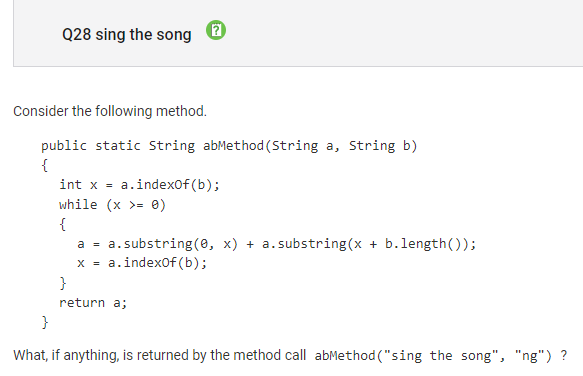 Q28 sing the song
Consider the following method.
public static String abMethod(String a, String b)
{
int x = a.indexOf(b);
while (x >= 0)
{
a = a.substring(0, x) + a.substring(x + b.length());
x = a.indexOf(b);
}
return a;
}
What, if anything, is returned by the method call abMethod("sing the song", "ng") ?